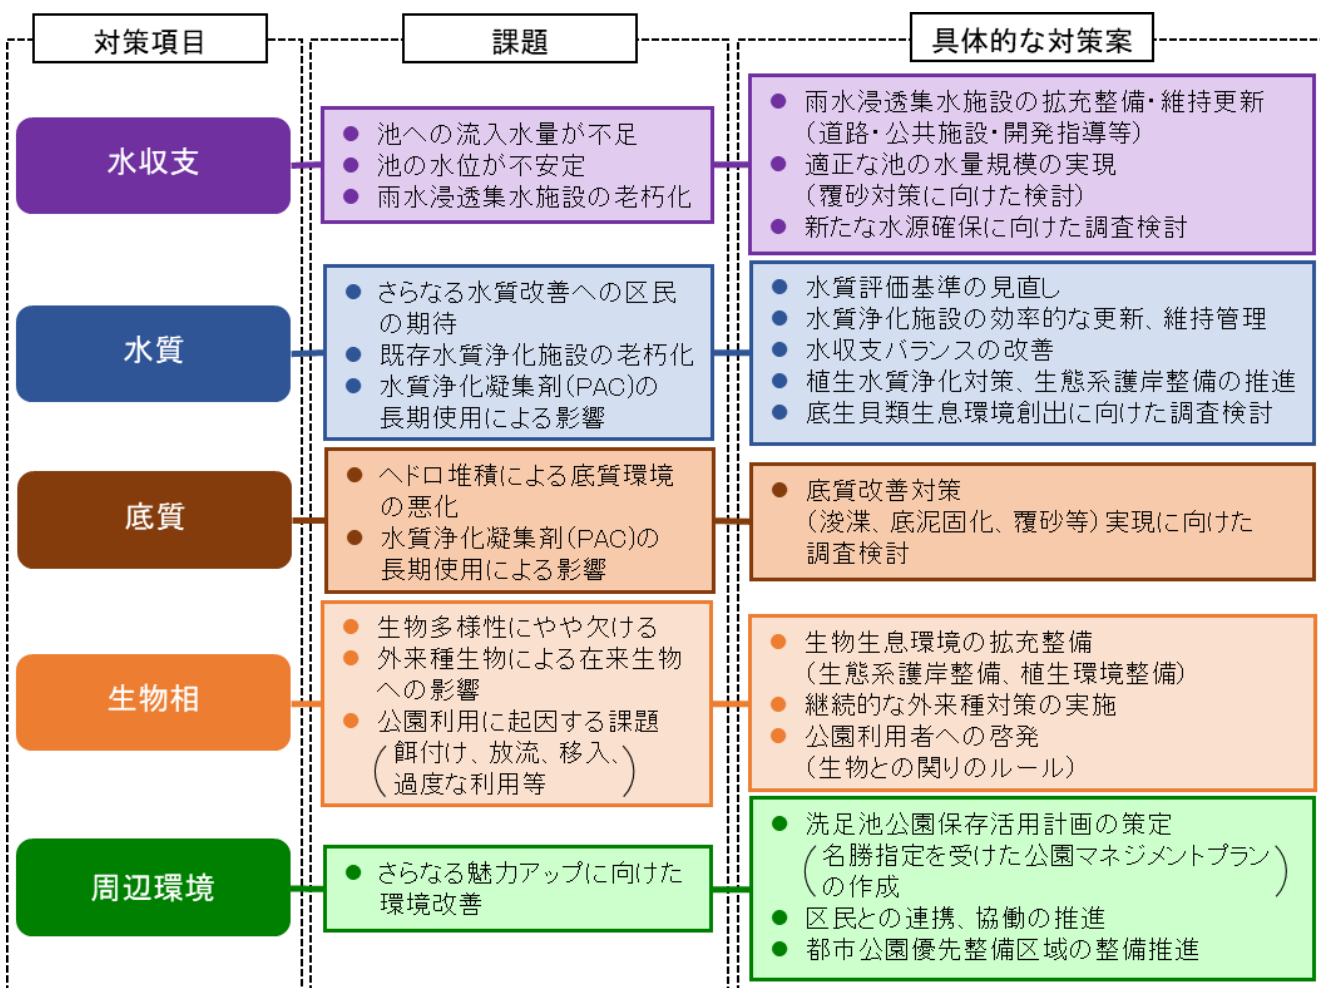 対策項目
課題
具体的な対策案
水収支
● 池への流入水量が不足
● 池の水位が不安定
● 雨水浸透集水施設の老朽化
● 雨水浸透集水施設の拡充整備・維持更新
(道路・公共施設・開発指導等)
● 適正な池の水量規模の実現
(覆砂対策に向けた検討)
● 新たな水源確保に向けた調査検討
水質
● さらなる水質改善への区民
の期待
● 既存水質浄化施設の老朽化
● 水質浄化凝集剤(PAC)の
長期使用による影響
● 水質評価基準の見直し
● 水質浄化施設の効率的な更新、維持管理
● 水収支バランスの改善
● 植生水質浄化対策、生態系護岸整備の推進
● 底生貝類生息環境創出に向けた調査検討
底質
● ヘドロ堆積による底質環境
の悪化
● 水質浄化凝集剤(PAC)の
長期使用による影響
● 底質改善対策
(浚渫、底泥固化、覆砂等)実現に向けた
調査検討
生物相
● 生物多様性にやや欠ける
● 外来種生物による在来生物
への影響
● 公園利用に起因する課題
(餌付け、放流、移入、
過度な利用等)
● 生物生息環境の拡充整備
(生態系護岸整備、植生環境整備)
● 継続的な外来種対策の実施
● 公園利用者への啓発
(生物との関りのルール)
周辺環境
● さらなる魅力アップに向けた
環境改善
● 洗足池公園保存活用計画の策定
(名勝指定を受けた公園マネジメントプラン
の作成)
● 区民との連携、協働の推進
● 都市公園優先整備区域の整備推進